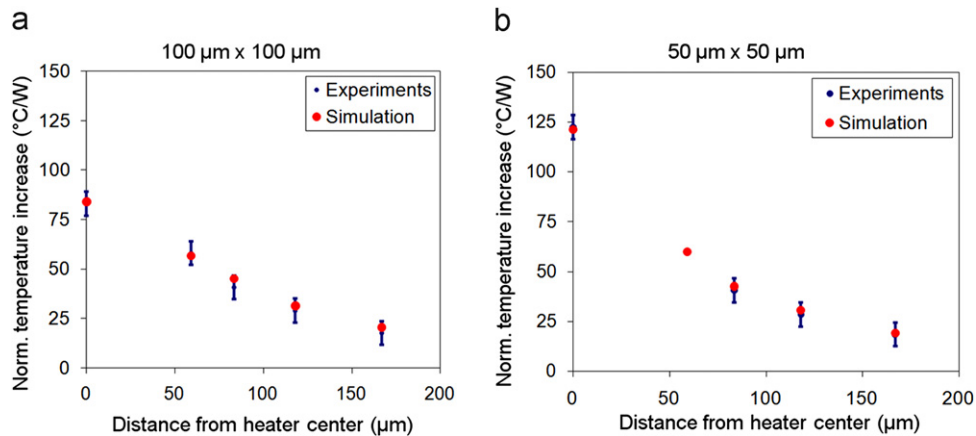 a
100 μm x 100 μm
150
125
100
75
50
25
0
Norm. temperature increase (°C/W)
Experiments
Simulation
0
50
100
150
200
Distance from heater center (μm)
b
50 μm x 50 μm
150
125
100
75
50
25
0
Norm. temperature increase (°C/W)
Experiments
Simulation
0
50
100
150
200
Distance from heater center (μm)